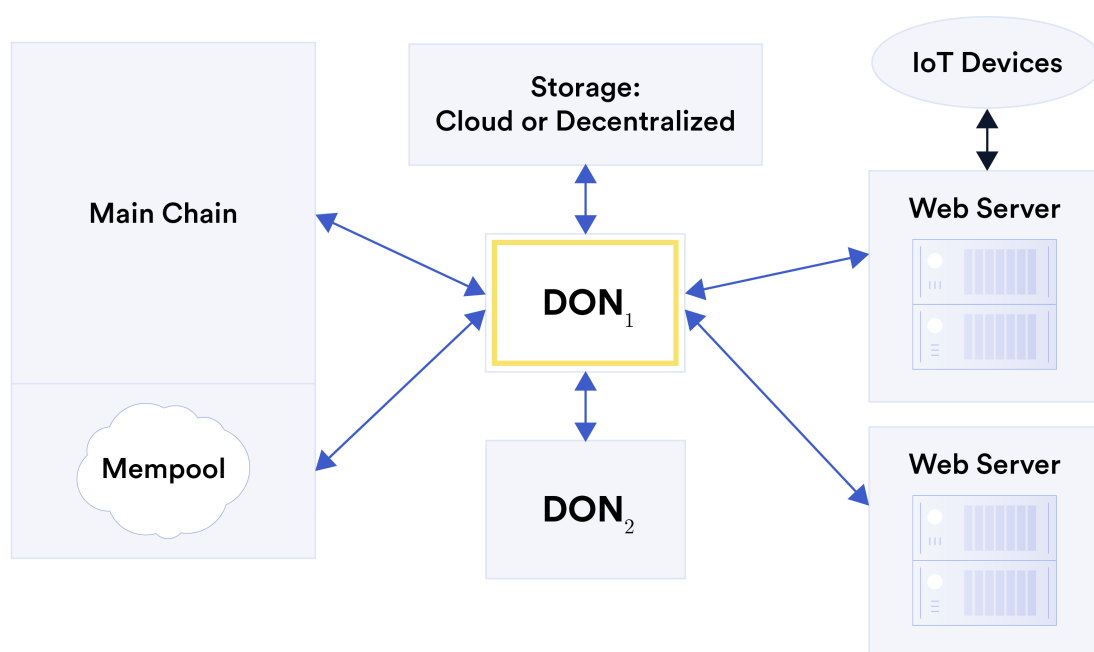 Main Chain
Mempool
Storage:
Cloud or Decentralized
DON₁
DON₂
IoT Devices
Web Server
Web Server